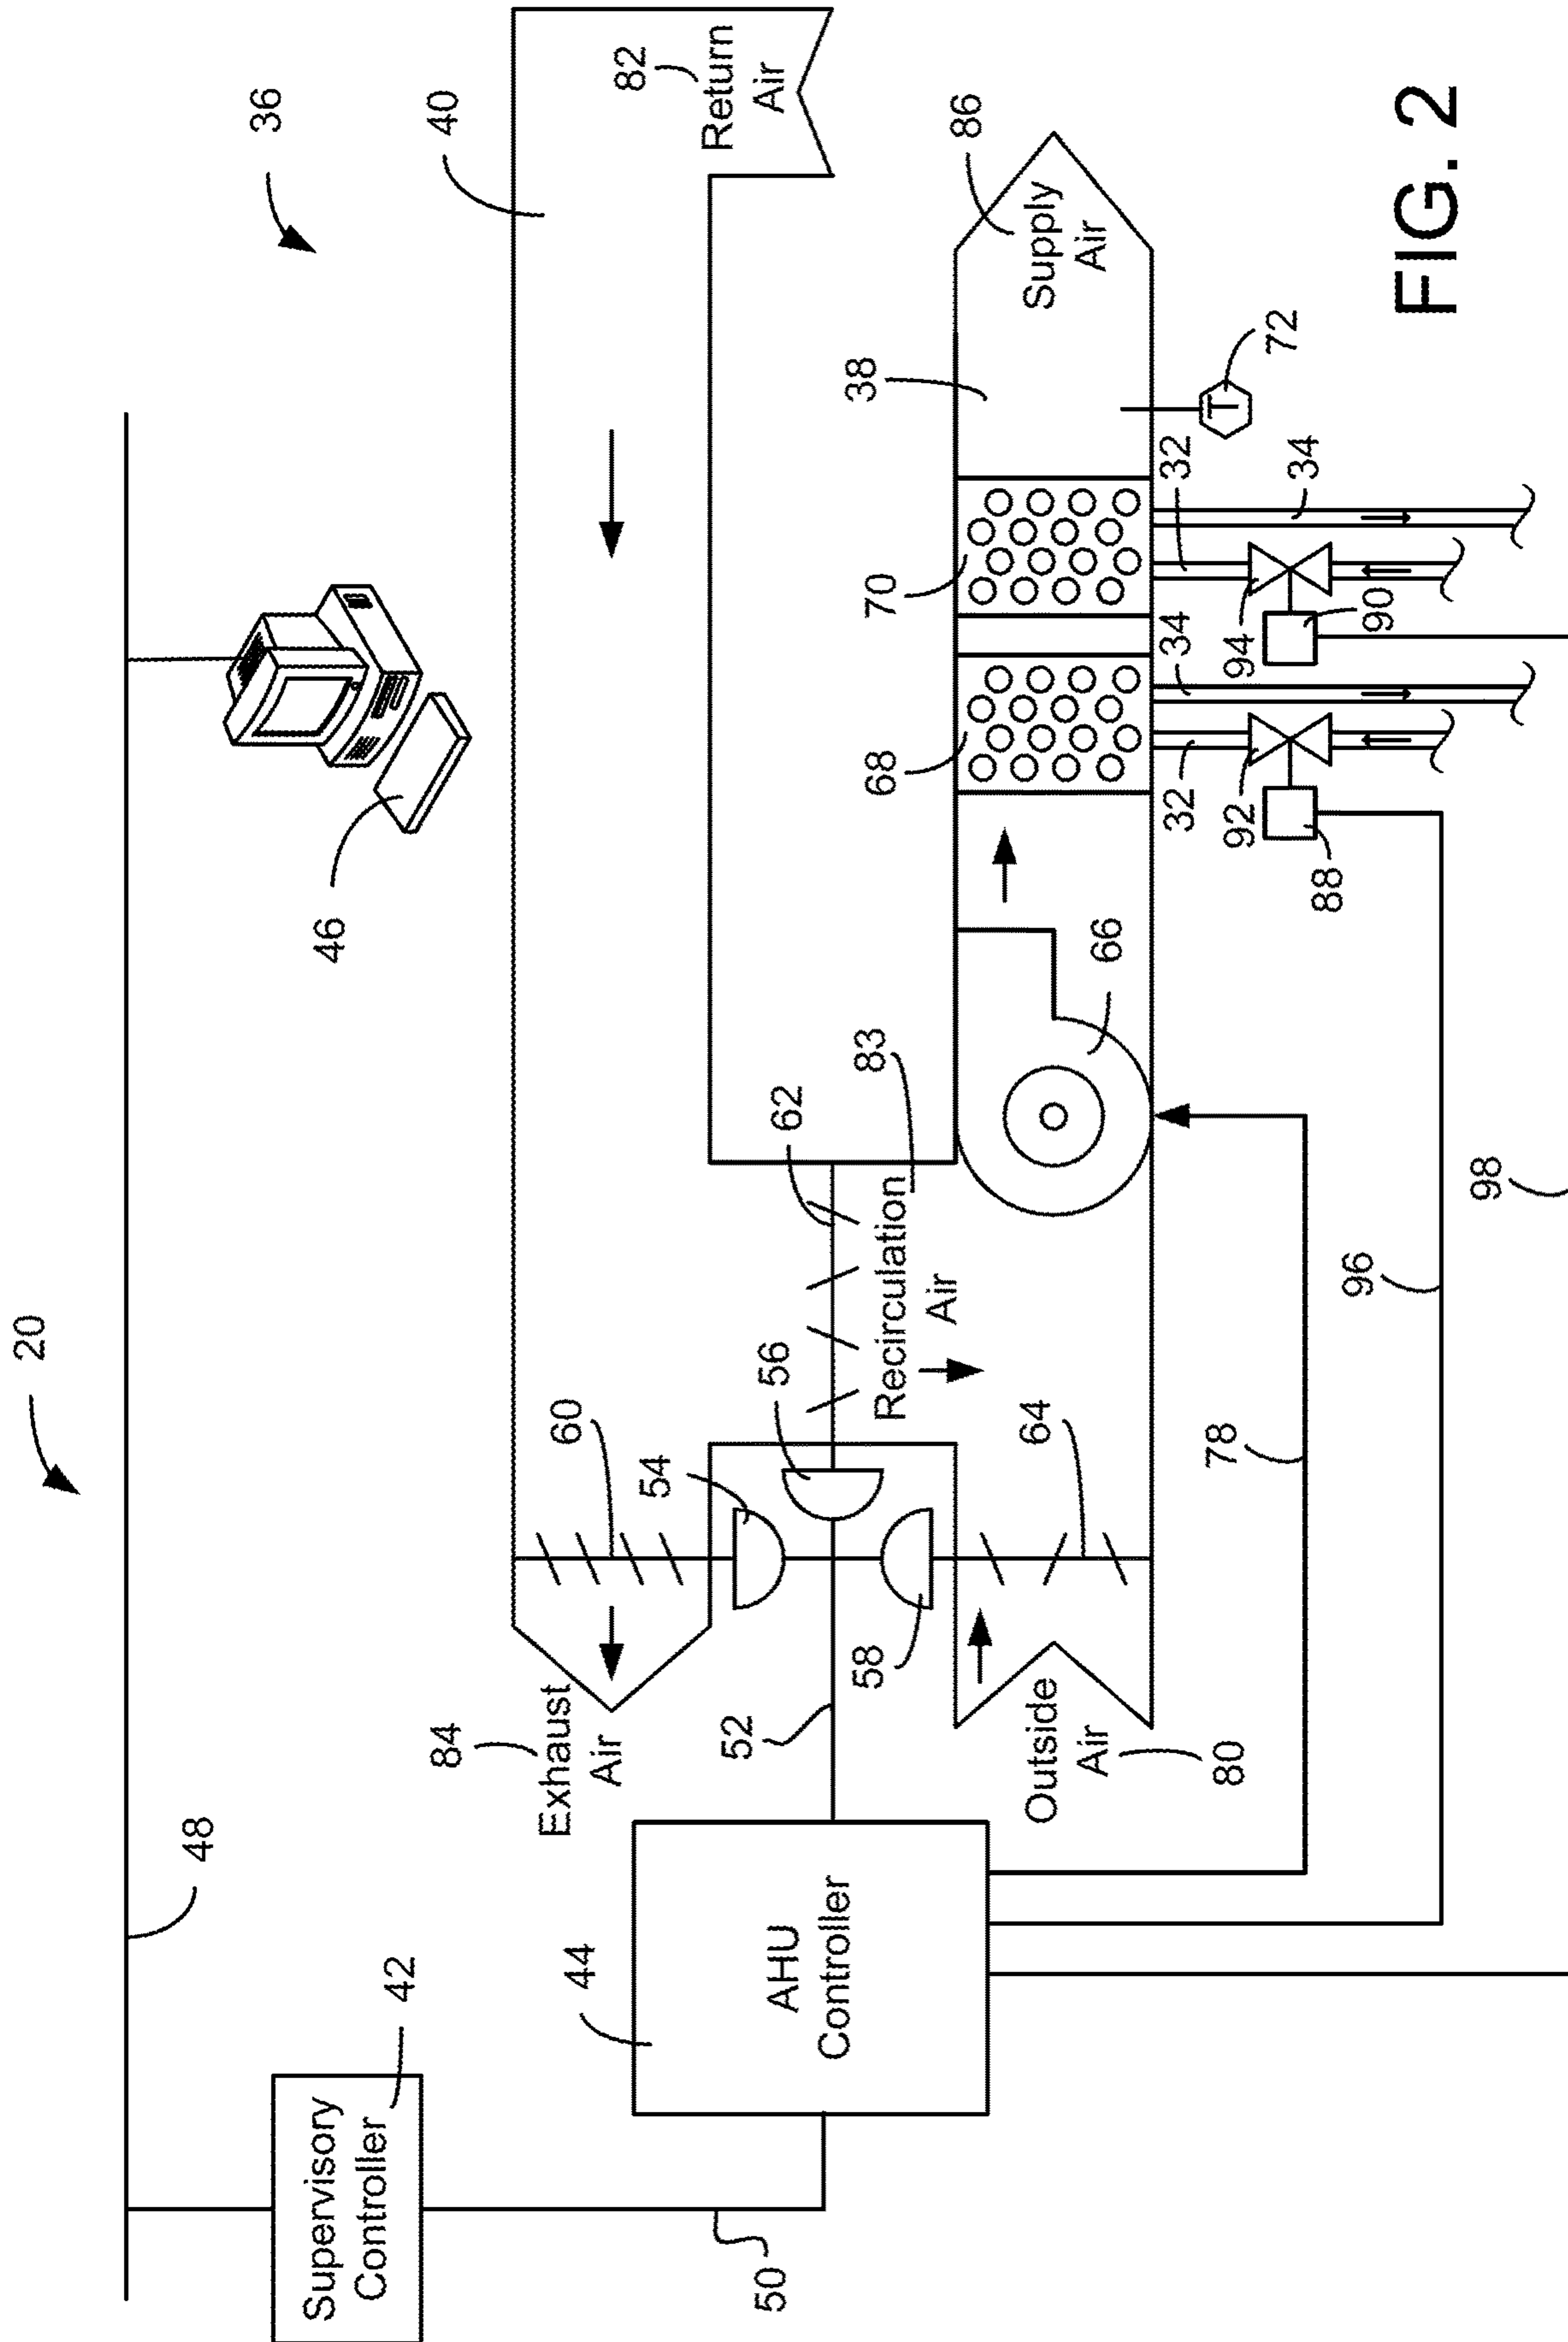 20
36
48
46
40
Supervisory
Controller
42
50
44
AHU
Controller
84
Exhaust
Air
60
54
56
52
58
62
82
Return
Air
Recirculation
Air
83
Outside
Air
80
64
66
68
70
38
86
Supply
Air
72
T
32
34
32
34
92
94
88
90
78
96
98
FIG. 2